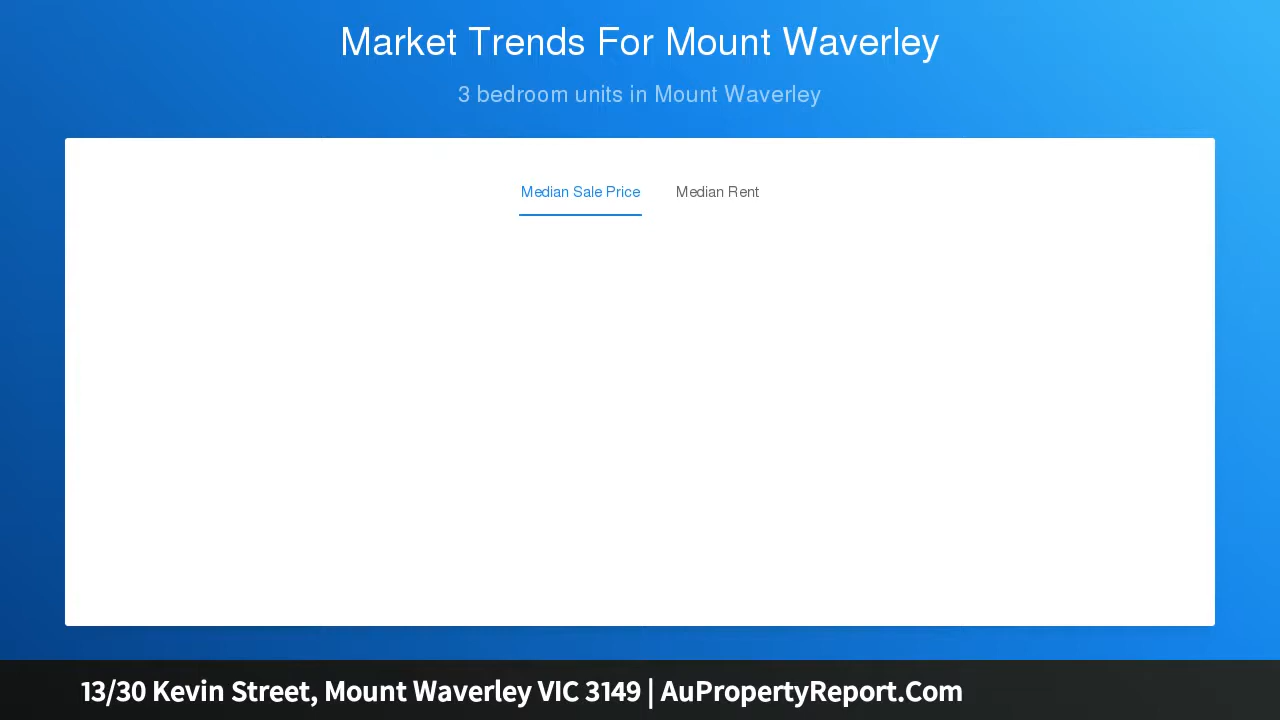 Market Trends For Mount Waverley
3 bedroom units in Mount Waverley
Median Sale Price Median Rent
13/30 Kevin Street, Mount Waverley VIC 3149 | AuPropertyReport.Com